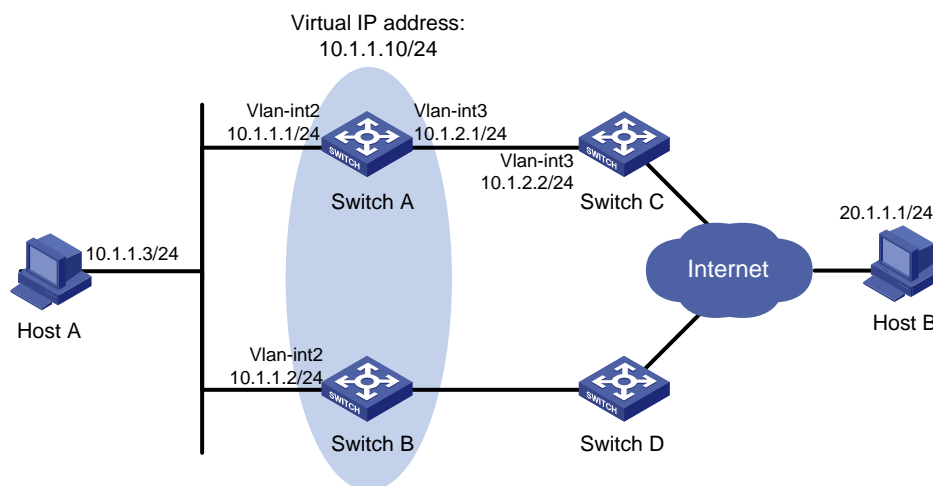 Virtual IP address:
10.1.1.10/24
Vlan-int2
10.1.1.1/24
Vlan-int3
10.1.2.1/24
SWITCH
Switch A
Vlan-int3
10.1.2.2/24
SWITCH
Switch C
10.1.1.3/24
Host A
Internet
20.1.1.1/24
Host B
Vlan-int2
10.1.1.2/24
SWITCH
Switch B
SWITCH
Switch D